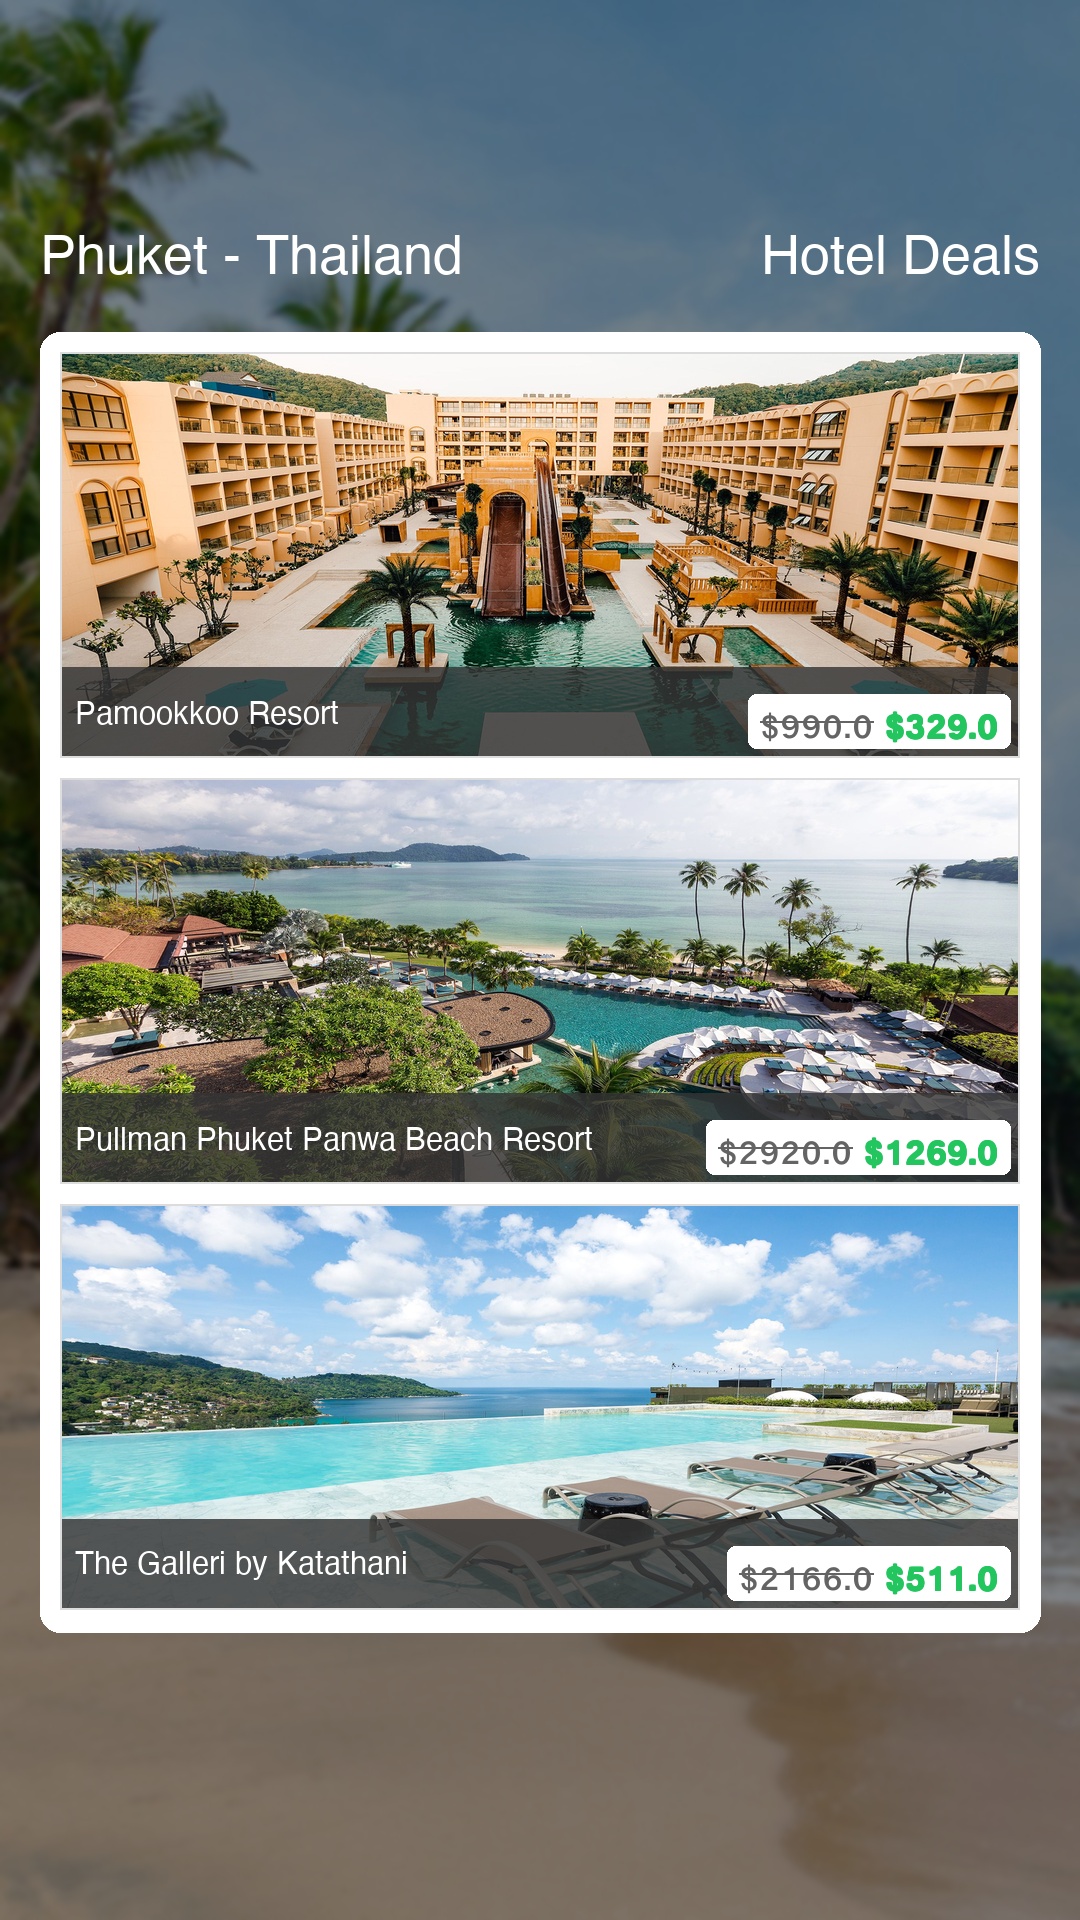 Phuket - Thailand
Hotel Deals
Pamookkoo Resort
$990.0 $329.0
Pullman Phuket Panwa Beach Resort
$2920.0 $1269.0
The Galleri by Katathani
$2166.0 $511.0